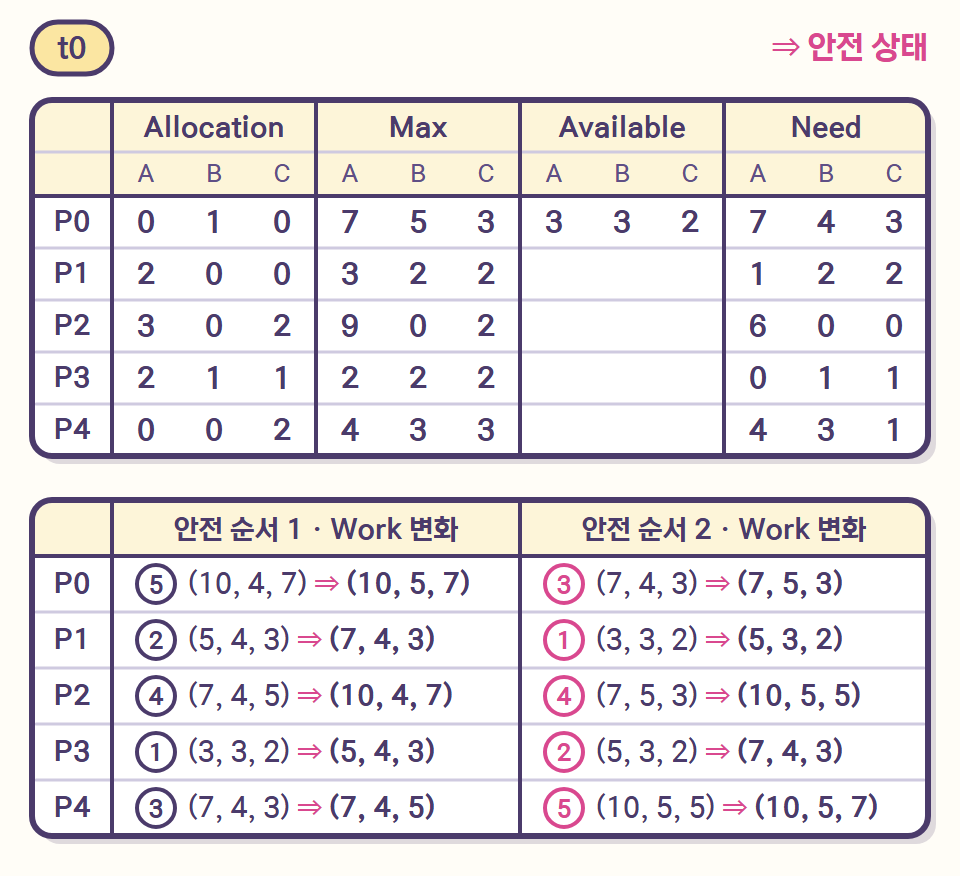 t0
⇒ 안전 상태
Allocation Max Available Need
A B C A B C A B C A B C
P0 0 1 0 7 5 3 3 3 2 7 4 3
P1 2 0 0 3 2 2 1 2 2
P2 3 0 2 9 0 2 6 0 0
P3 2 1 1 2 2 2 0 1 1
P4 0 0 2 4 3 3 4 3 1
안전 순서 1 · Work 변화 안전 순서 2 · Work 변화
P0 ⑤ (10, 4, 7) ⇒ (10, 5, 7) ③ (7, 4, 3) ⇒ (7, 5, 3)
P1 ② (5, 4, 3) ⇒ (7, 4, 3) ① (3, 3, 2) ⇒ (5, 3, 2)
P2 ④ (7, 4, 5) ⇒ (10, 4, 7) ④ (7, 5, 3) ⇒ (10, 5, 5)
P3 ① (3, 3, 2) ⇒ (5, 4, 3) ② (5, 3, 2) ⇒ (7, 4, 3)
P4 ③ (7, 4, 3) ⇒ (7, 4, 5) ⑤ (10, 5, 5) ⇒ (10, 5, 7)